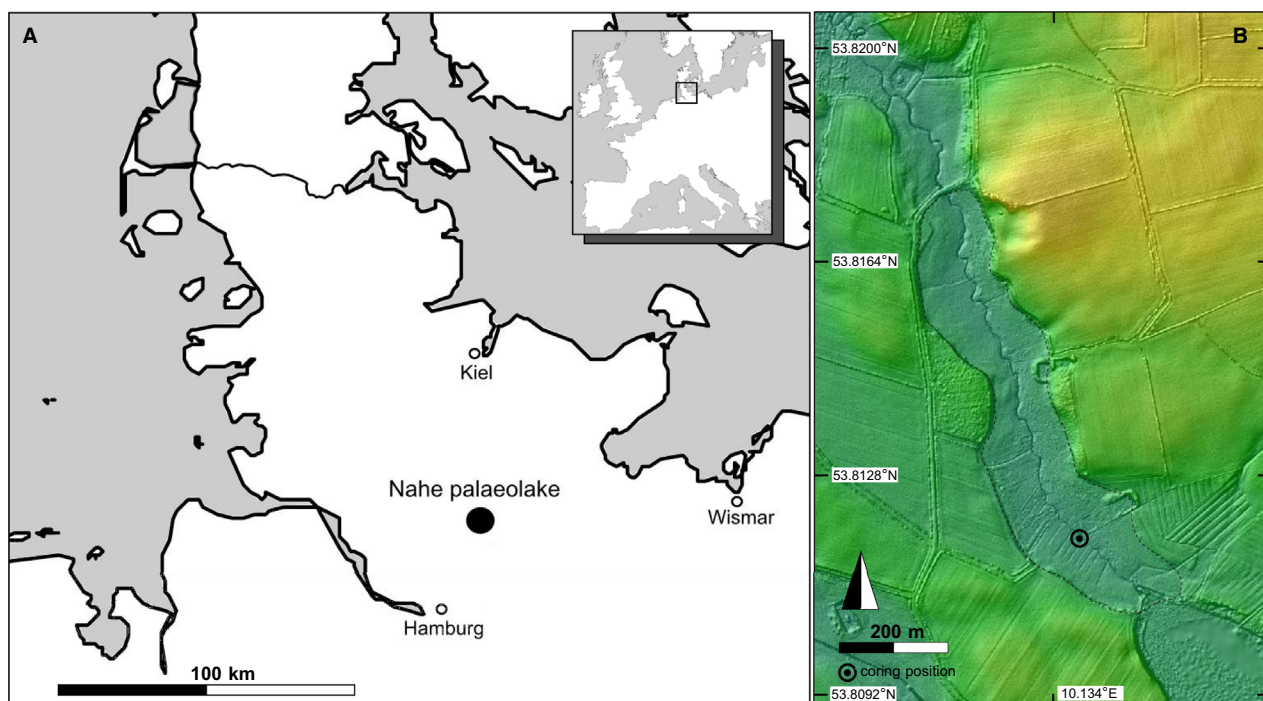 A
Kiel
Nahe palaeolake
Wismar
Hamburg
100 km
B
53.8200°N
53.8164°N
53.8128°N
200 m
coring position
53.8092°N
10.134°E